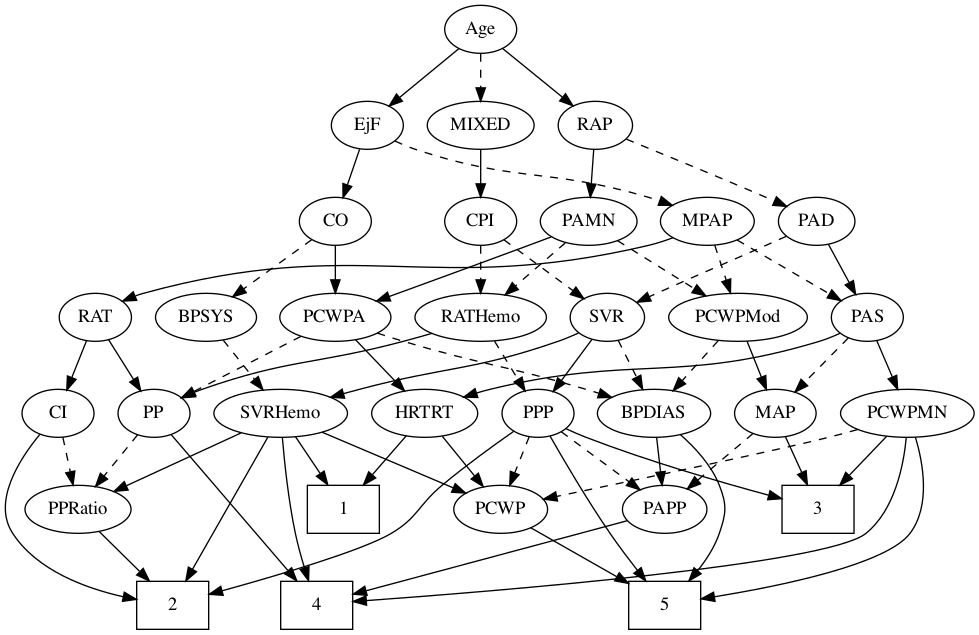 Age
EjF
MIXED
RAP
CO
CPI
PAMN
MPAP
PAD
RAT
BPSYS
PCWPA
RATHemo
SVR
PCWPMod
PAS
CI
PP
SVRHemo
HRTRT
PPP
BPDIAS
MAP
PCWPMN
PPRatio
1
PCWP
PAPP
3
2
4
5